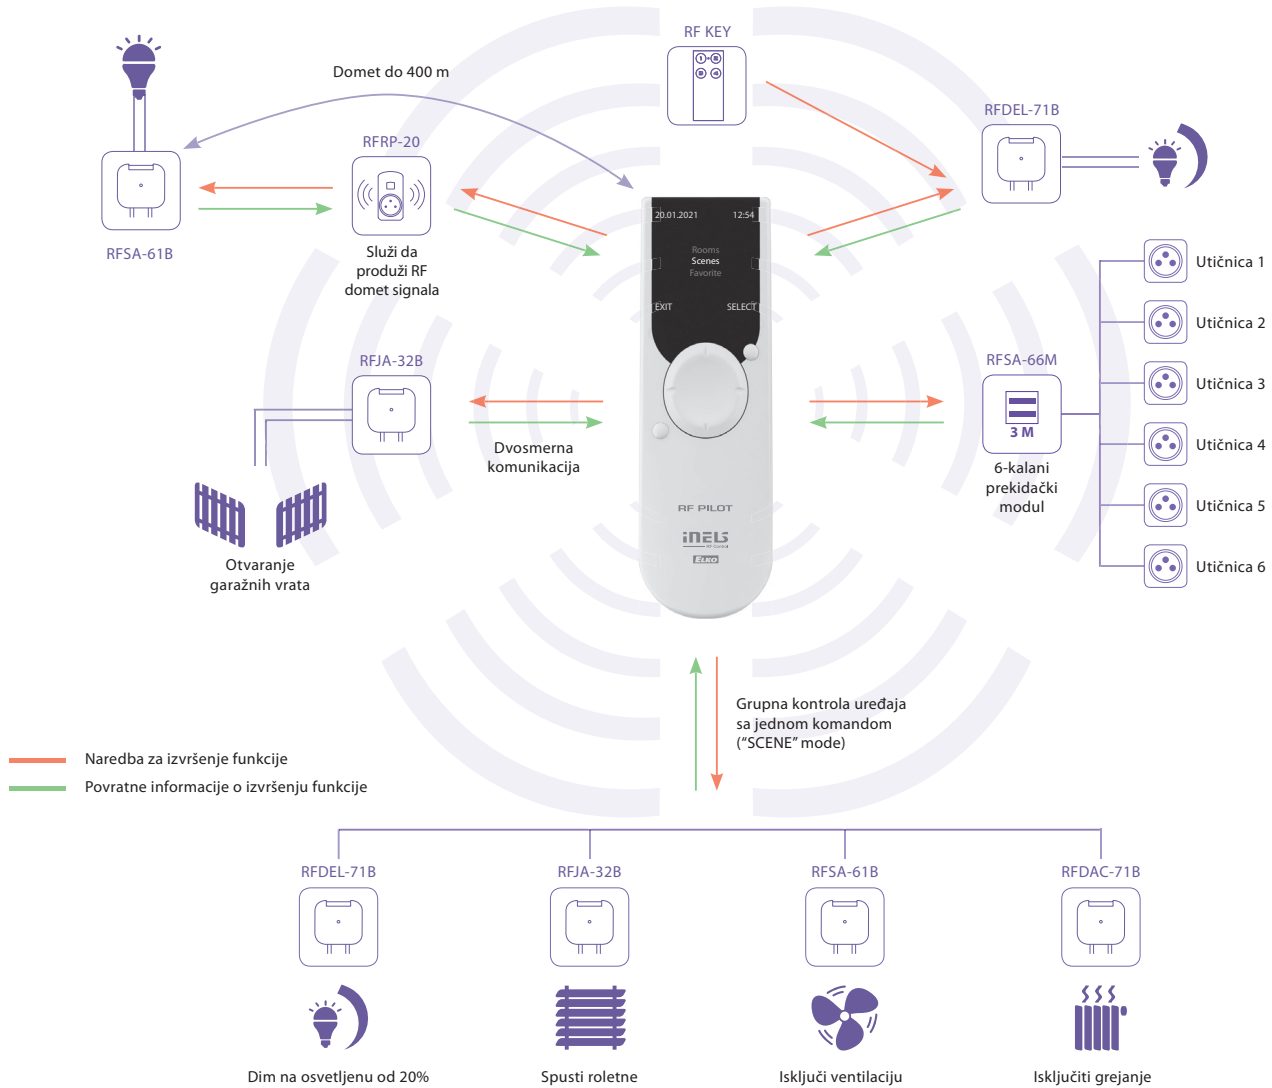 RF KEY
Domet do 400 m
RFDEL-71B
RFRP-20
RFSA-61B
Služi da
produži RF
domet signala
20.01.2021 12:54
Rooms
Scenes
Favorite
EXIT SELECT
Utičnica 1
Utičnica 2
Utičnica 3
Utičnica 4
Utičnica 5
Utičnica 6
RFJA-32B
RFSA-66M
3 M
6-kalani
prekidački
modul
Dvosmerna
komunikacija
Otvaranje
garažnih vrata
RF PILOT
iNELS
RF Control
ELKO
Grupna kontrola uređaja
sa jednom komandom
(“SCENE” mode)
Naredba za izvršenje funkcije
Povratne informacije o izvršenju funkcije
RFDEL-71B
RFJA-32B
RFSA-61B
RFDAC-71B
Dim na osvetljenu od 20%
Spusti roletne
Isključi ventilaciju
Isključiti grejanje